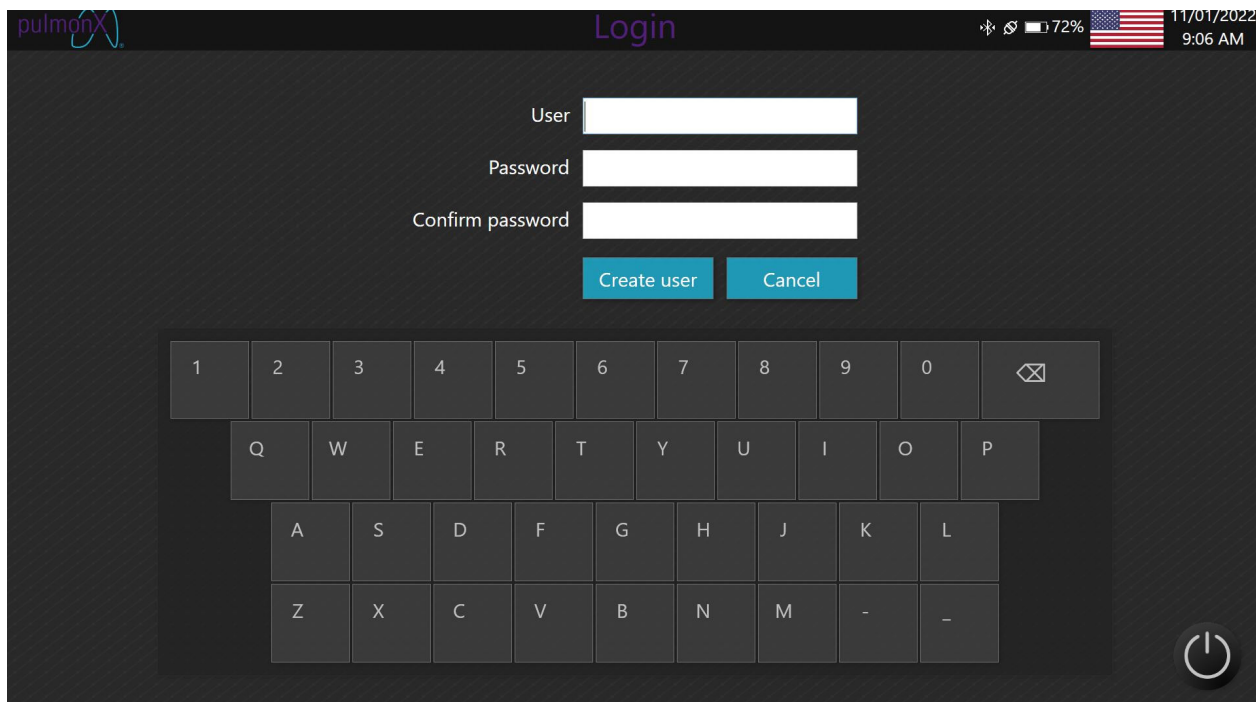 pulmonX
Login
72%
11/01/2022
9:06 AM
User
Password
Confirm password
Create user
Cancel
1 2 3 4 5 6 7 8 9 0
Q W E R T Y U I O P
A S D F G H J K L
Z X C V B N M - _